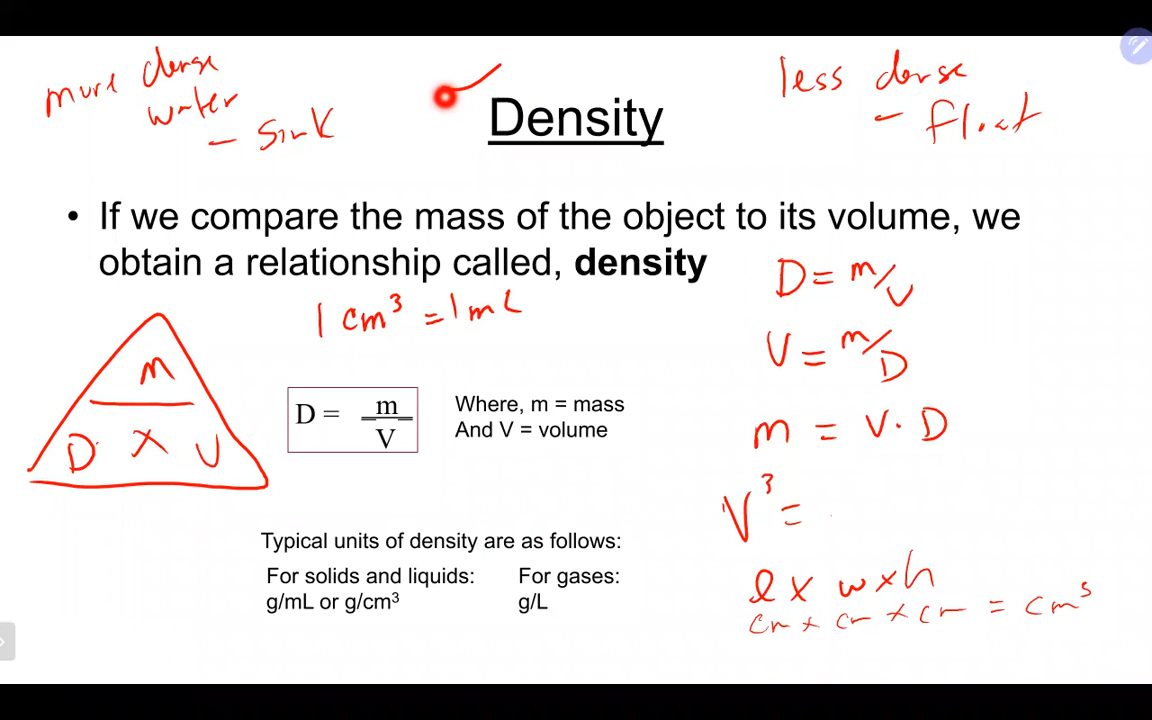 more dense
water
- sink
less dense
- float
Density
• If we compare the mass of the object to its volume, we
obtain a relationship called, density
1 cm³ = 1 mL
D = m/V
V = m/D
m = V · D
V³ =
l x w x h
cm x cm x cm = cm³
m
D x V
D = m
V
Where, m = mass
And V = volume
Typical units of density are as follows:
For solids and liquids:
g/mL or g/cm³
For gases:
g/L